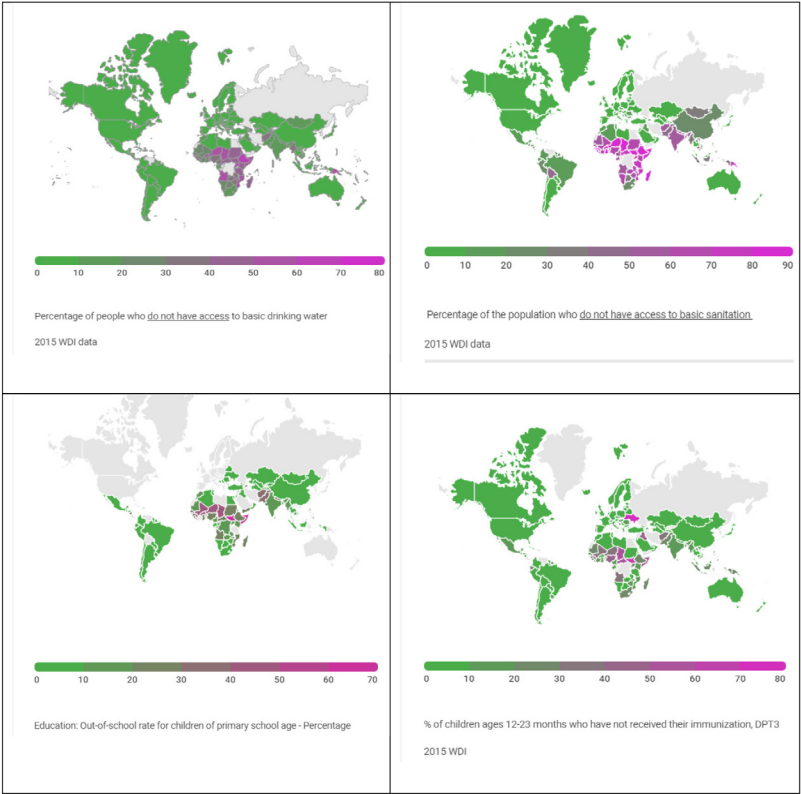 0 10 20 30 40 50 60 70 80
Percentage of people who do not have access to basic drinking water
2015 WDI data
0 10 20 30 40 50 60 70 80 90
Percentage of the population who do not have access to basic sanitation
2015 WDI data
0 10 20 30 40 50 60 70
Education: Out-of-school rate for children of primary school age - Percentage
0 10 20 30 40 50 60 70 80
% of children ages 12-23 months who have not received their immunization, DPT3
2015 WDI